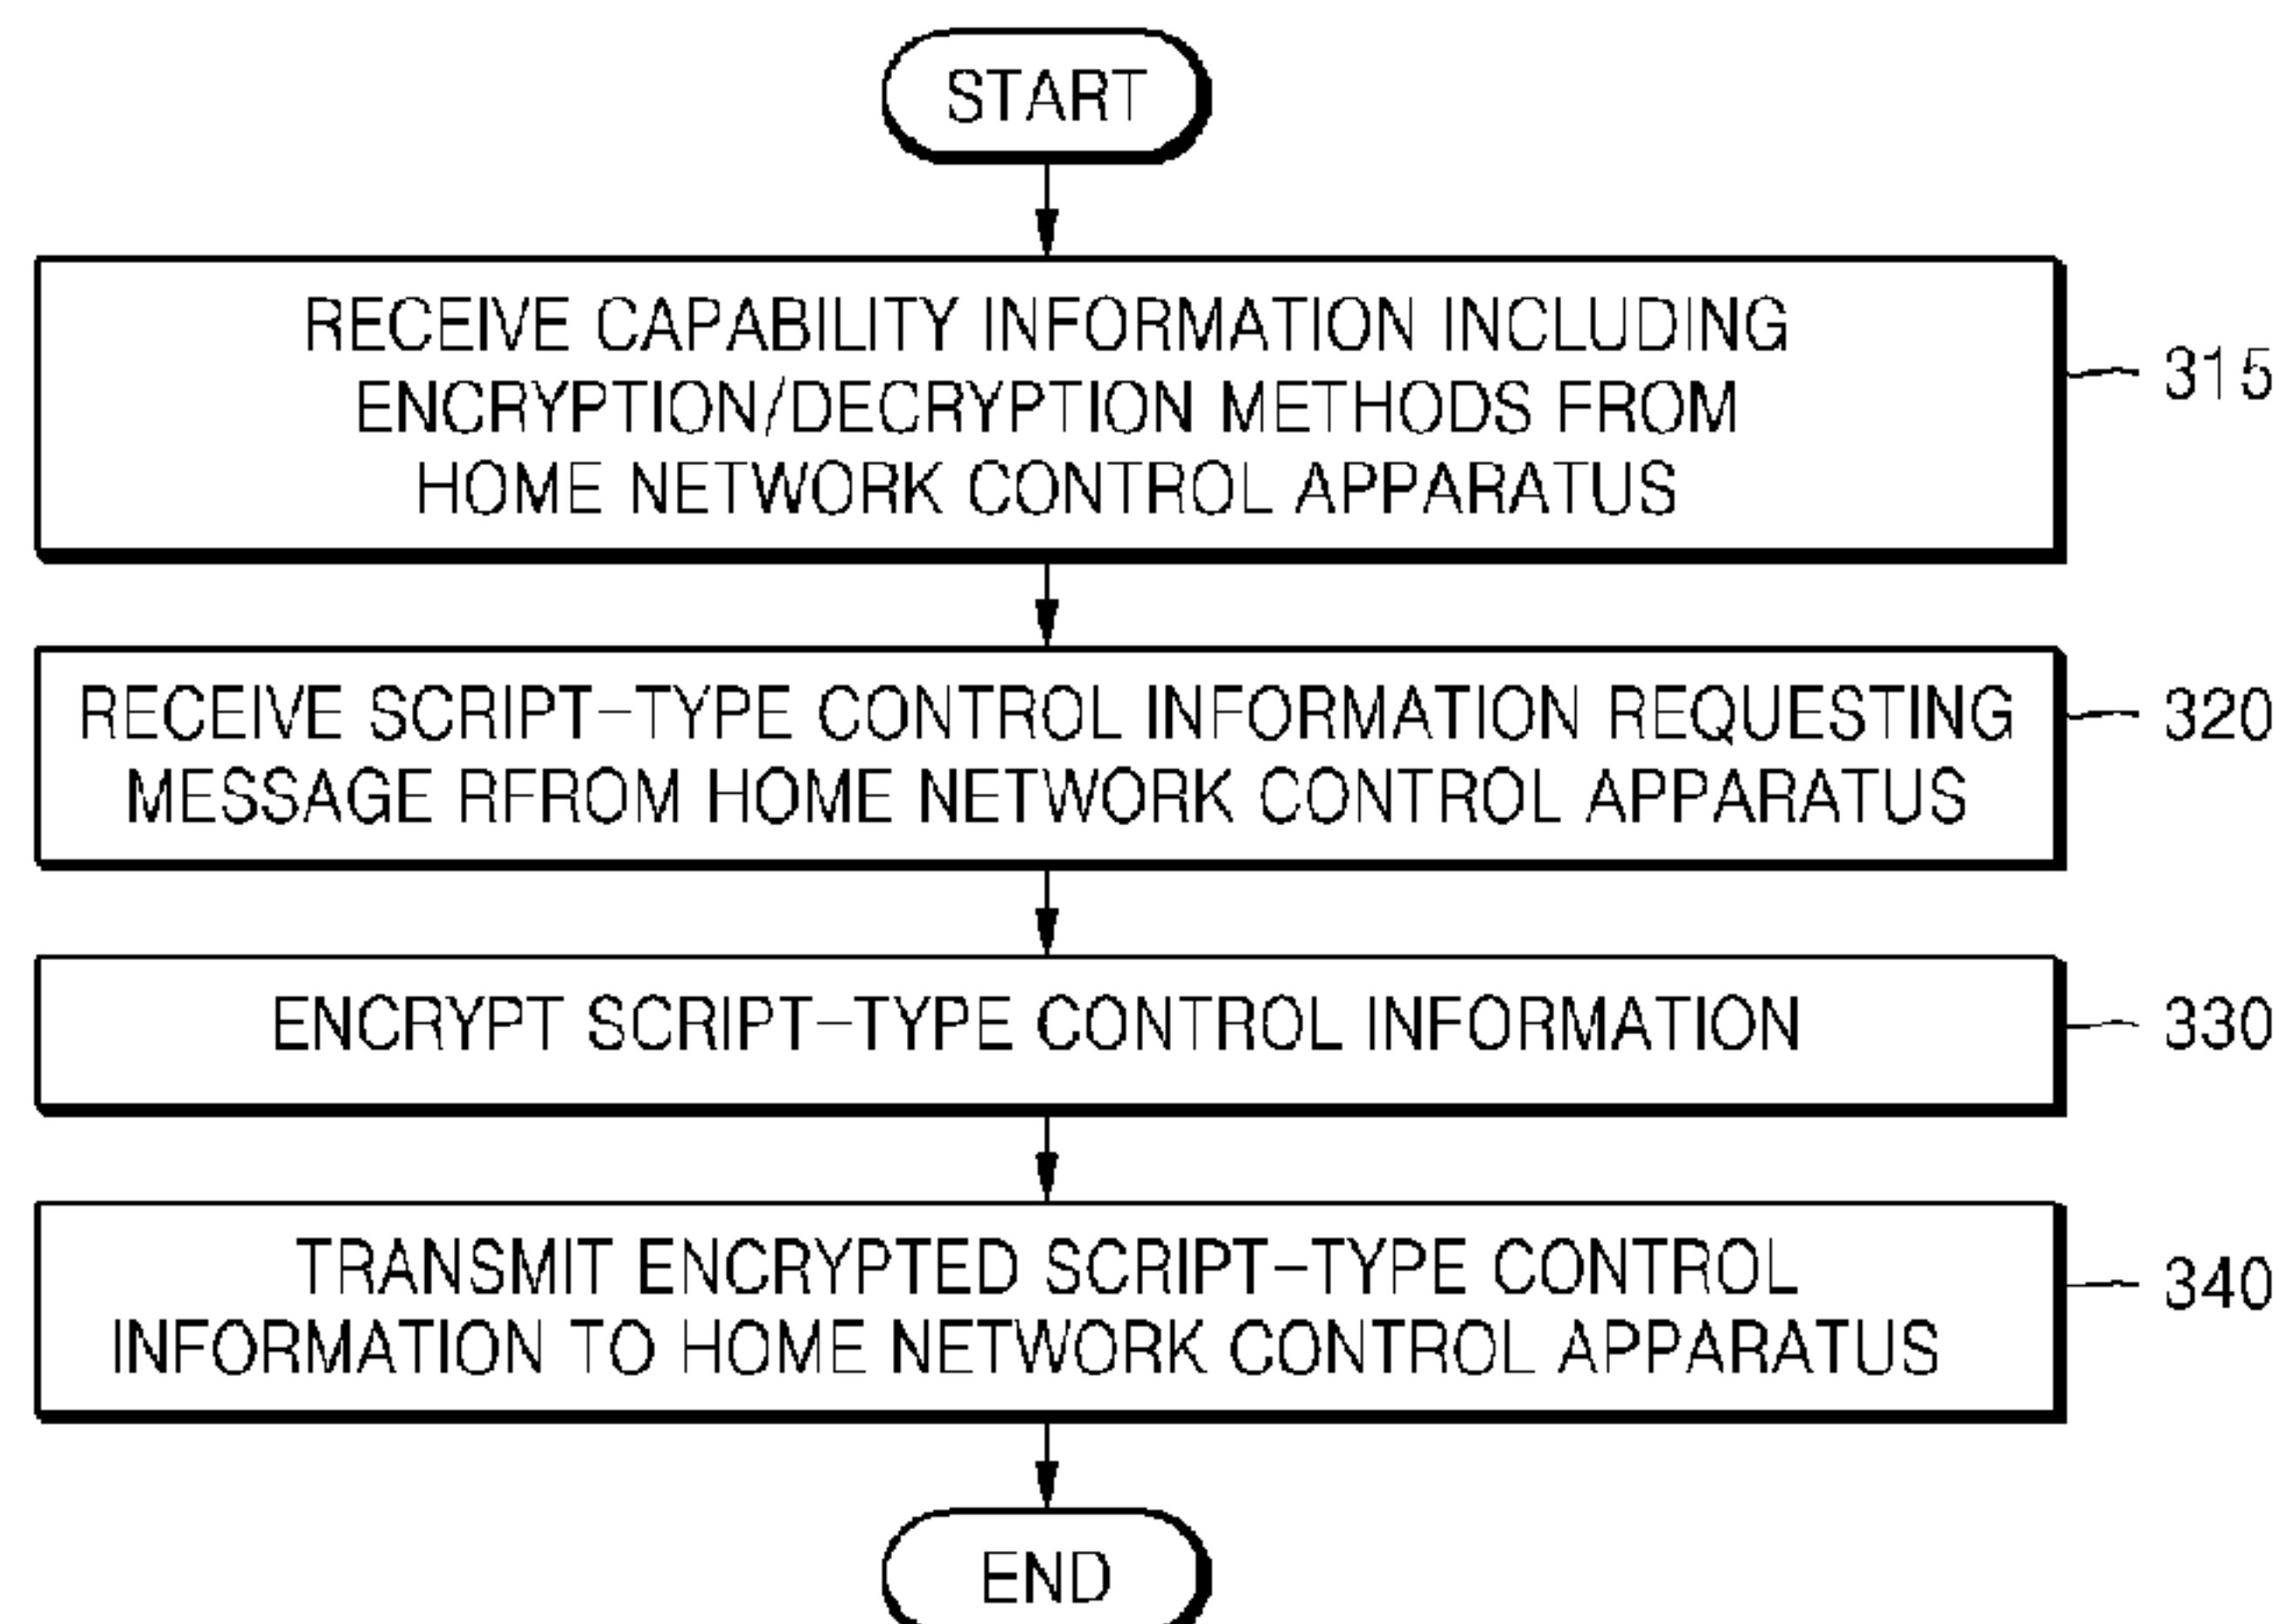 START
RECEIVE CAPABILITY INFORMATION INCLUDING
ENCRYPTION/DECRYPTION METHODS FROM
HOME NETWORK CONTROL APPARATUS
315
RECEIVE SCRIPT-TYPE CONTROL INFORMATION REQUESTING
MESSAGE RFROM HOME NETWORK CONTROL APPARATUS
320
ENCRYPT SCRIPT-TYPE CONTROL INFORMATION
330
TRANSMIT ENCRYPTED SCRIPT-TYPE CONTROL
INFORMATION TO HOME NETWORK CONTROL APPARATUS
340
END